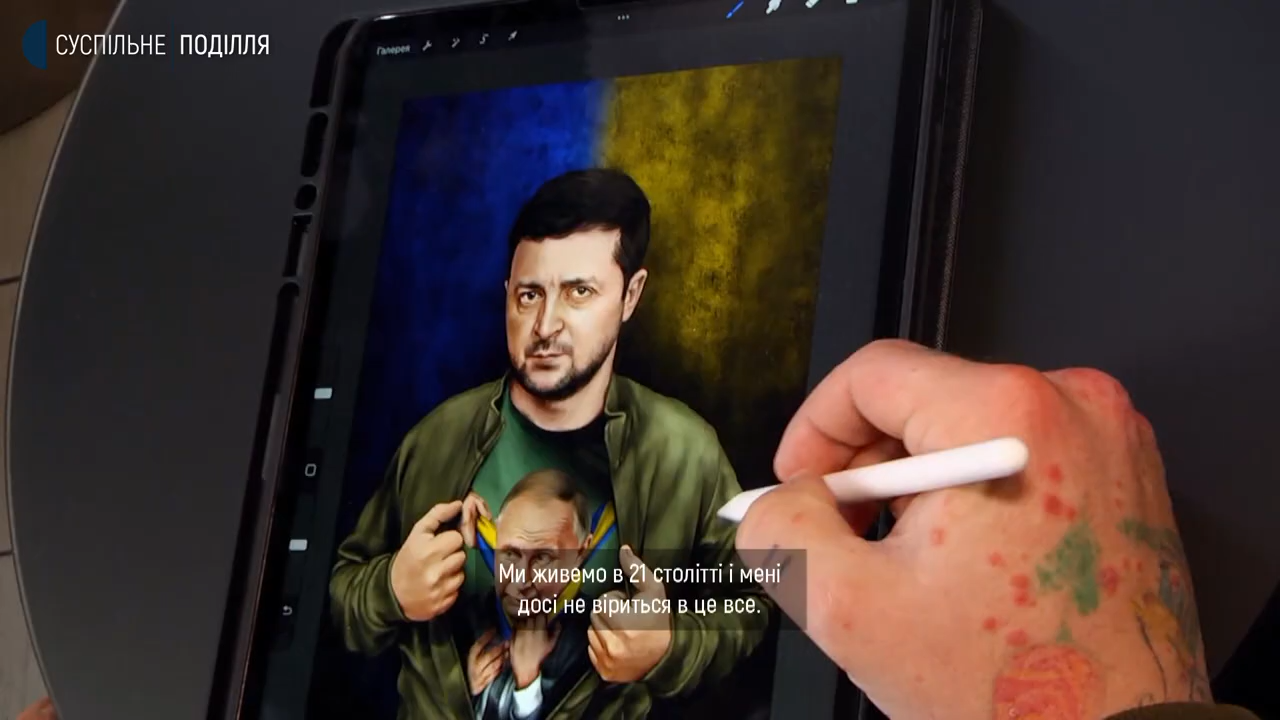 СУСПІЛЬНЕ ПОДІЛЛЯ
Галерея
Ми живемо в 21 столітті і мені
досі не віриться в це все.